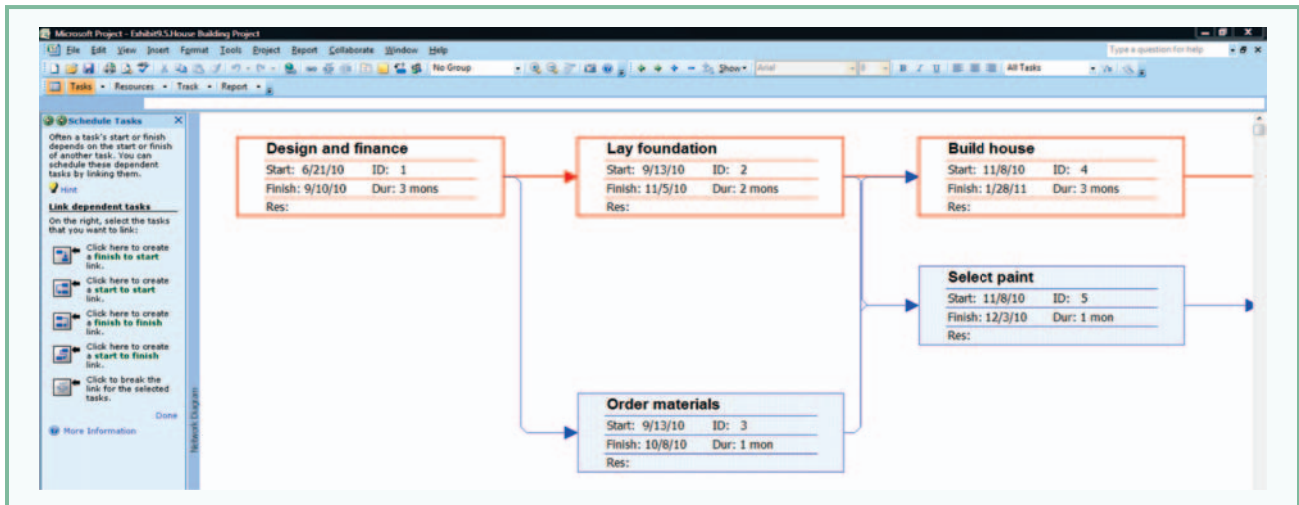 Microsoft Project - Exhibit9.5.House Building Project
File Edit View Insert Format Tools Project Report Collaborate Window Help
Type a question for help
No Group
Show
Arial
8
B I U
All Tasks
Tasks Resources Track Report
Schedule Tasks X
Often a task's start or finish
depends on the start or finish
of another task. You can
schedule these dependent
tasks by linking them.
Hint
Link dependent tasks
On the right, select the tasks
that you want to link:
Click here to create
a finish to start
link.
Click here to create
a start to start
link.
Click here to create
a finish to finish
link.
Click here to create
a start to finish
link.
Click to break the
link for the selected
tasks.
Done
More Information
Network Diagram
Design and finance
Start: 6/21/10 ID: 1
Finish: 9/10/10 Dur: 3 mons
Res:
Lay foundation
Start: 9/13/10 ID: 2
Finish: 11/5/10 Dur: 2 mons
Res:
Build house
Start: 11/8/10 ID: 4
Finish: 1/28/11 Dur: 3 mons
Res:
Select paint
Start: 11/8/10 ID: 5
Finish: 12/3/10 Dur: 1 mon
Res:
Order materials
Start: 9/13/10 ID: 3
Finish: 10/8/10 Dur: 1 mon
Res: